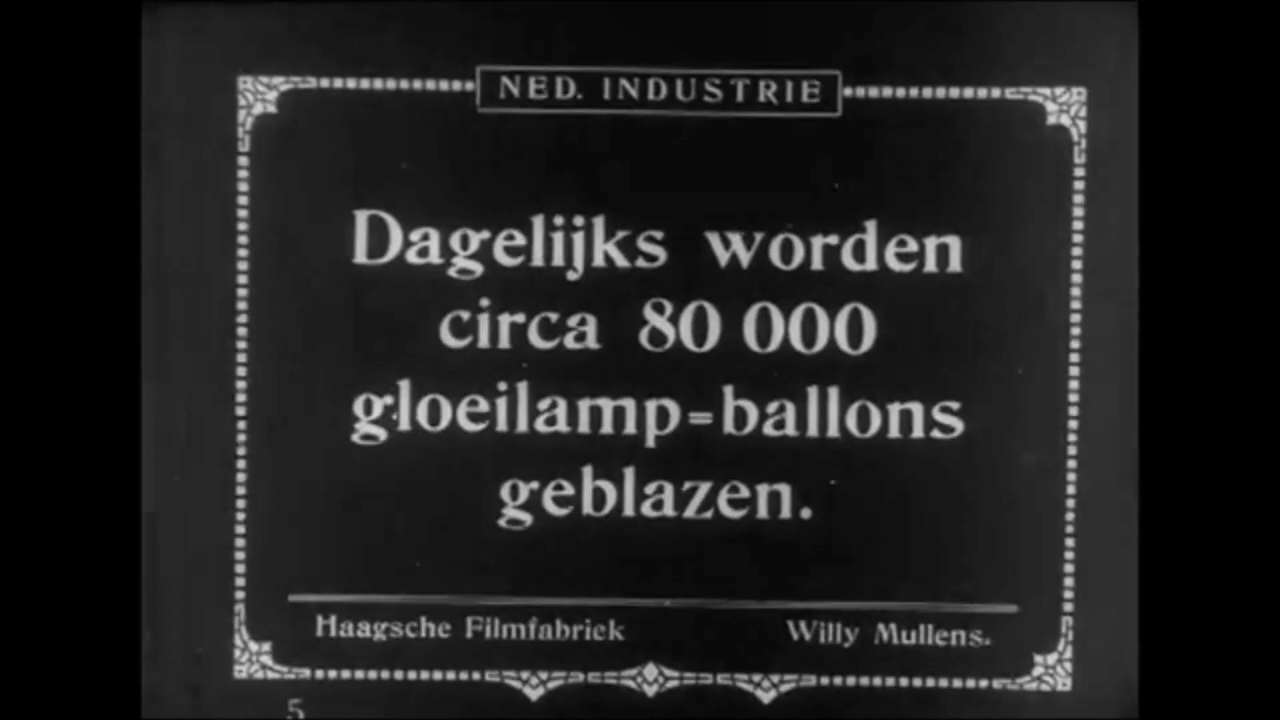 NED. INDUSTRIE
Dagelijks worden
circa 80 000
gloeilamp=ballons
geblazen.
Haagsche Filmfabriek Willy Mullens.
5